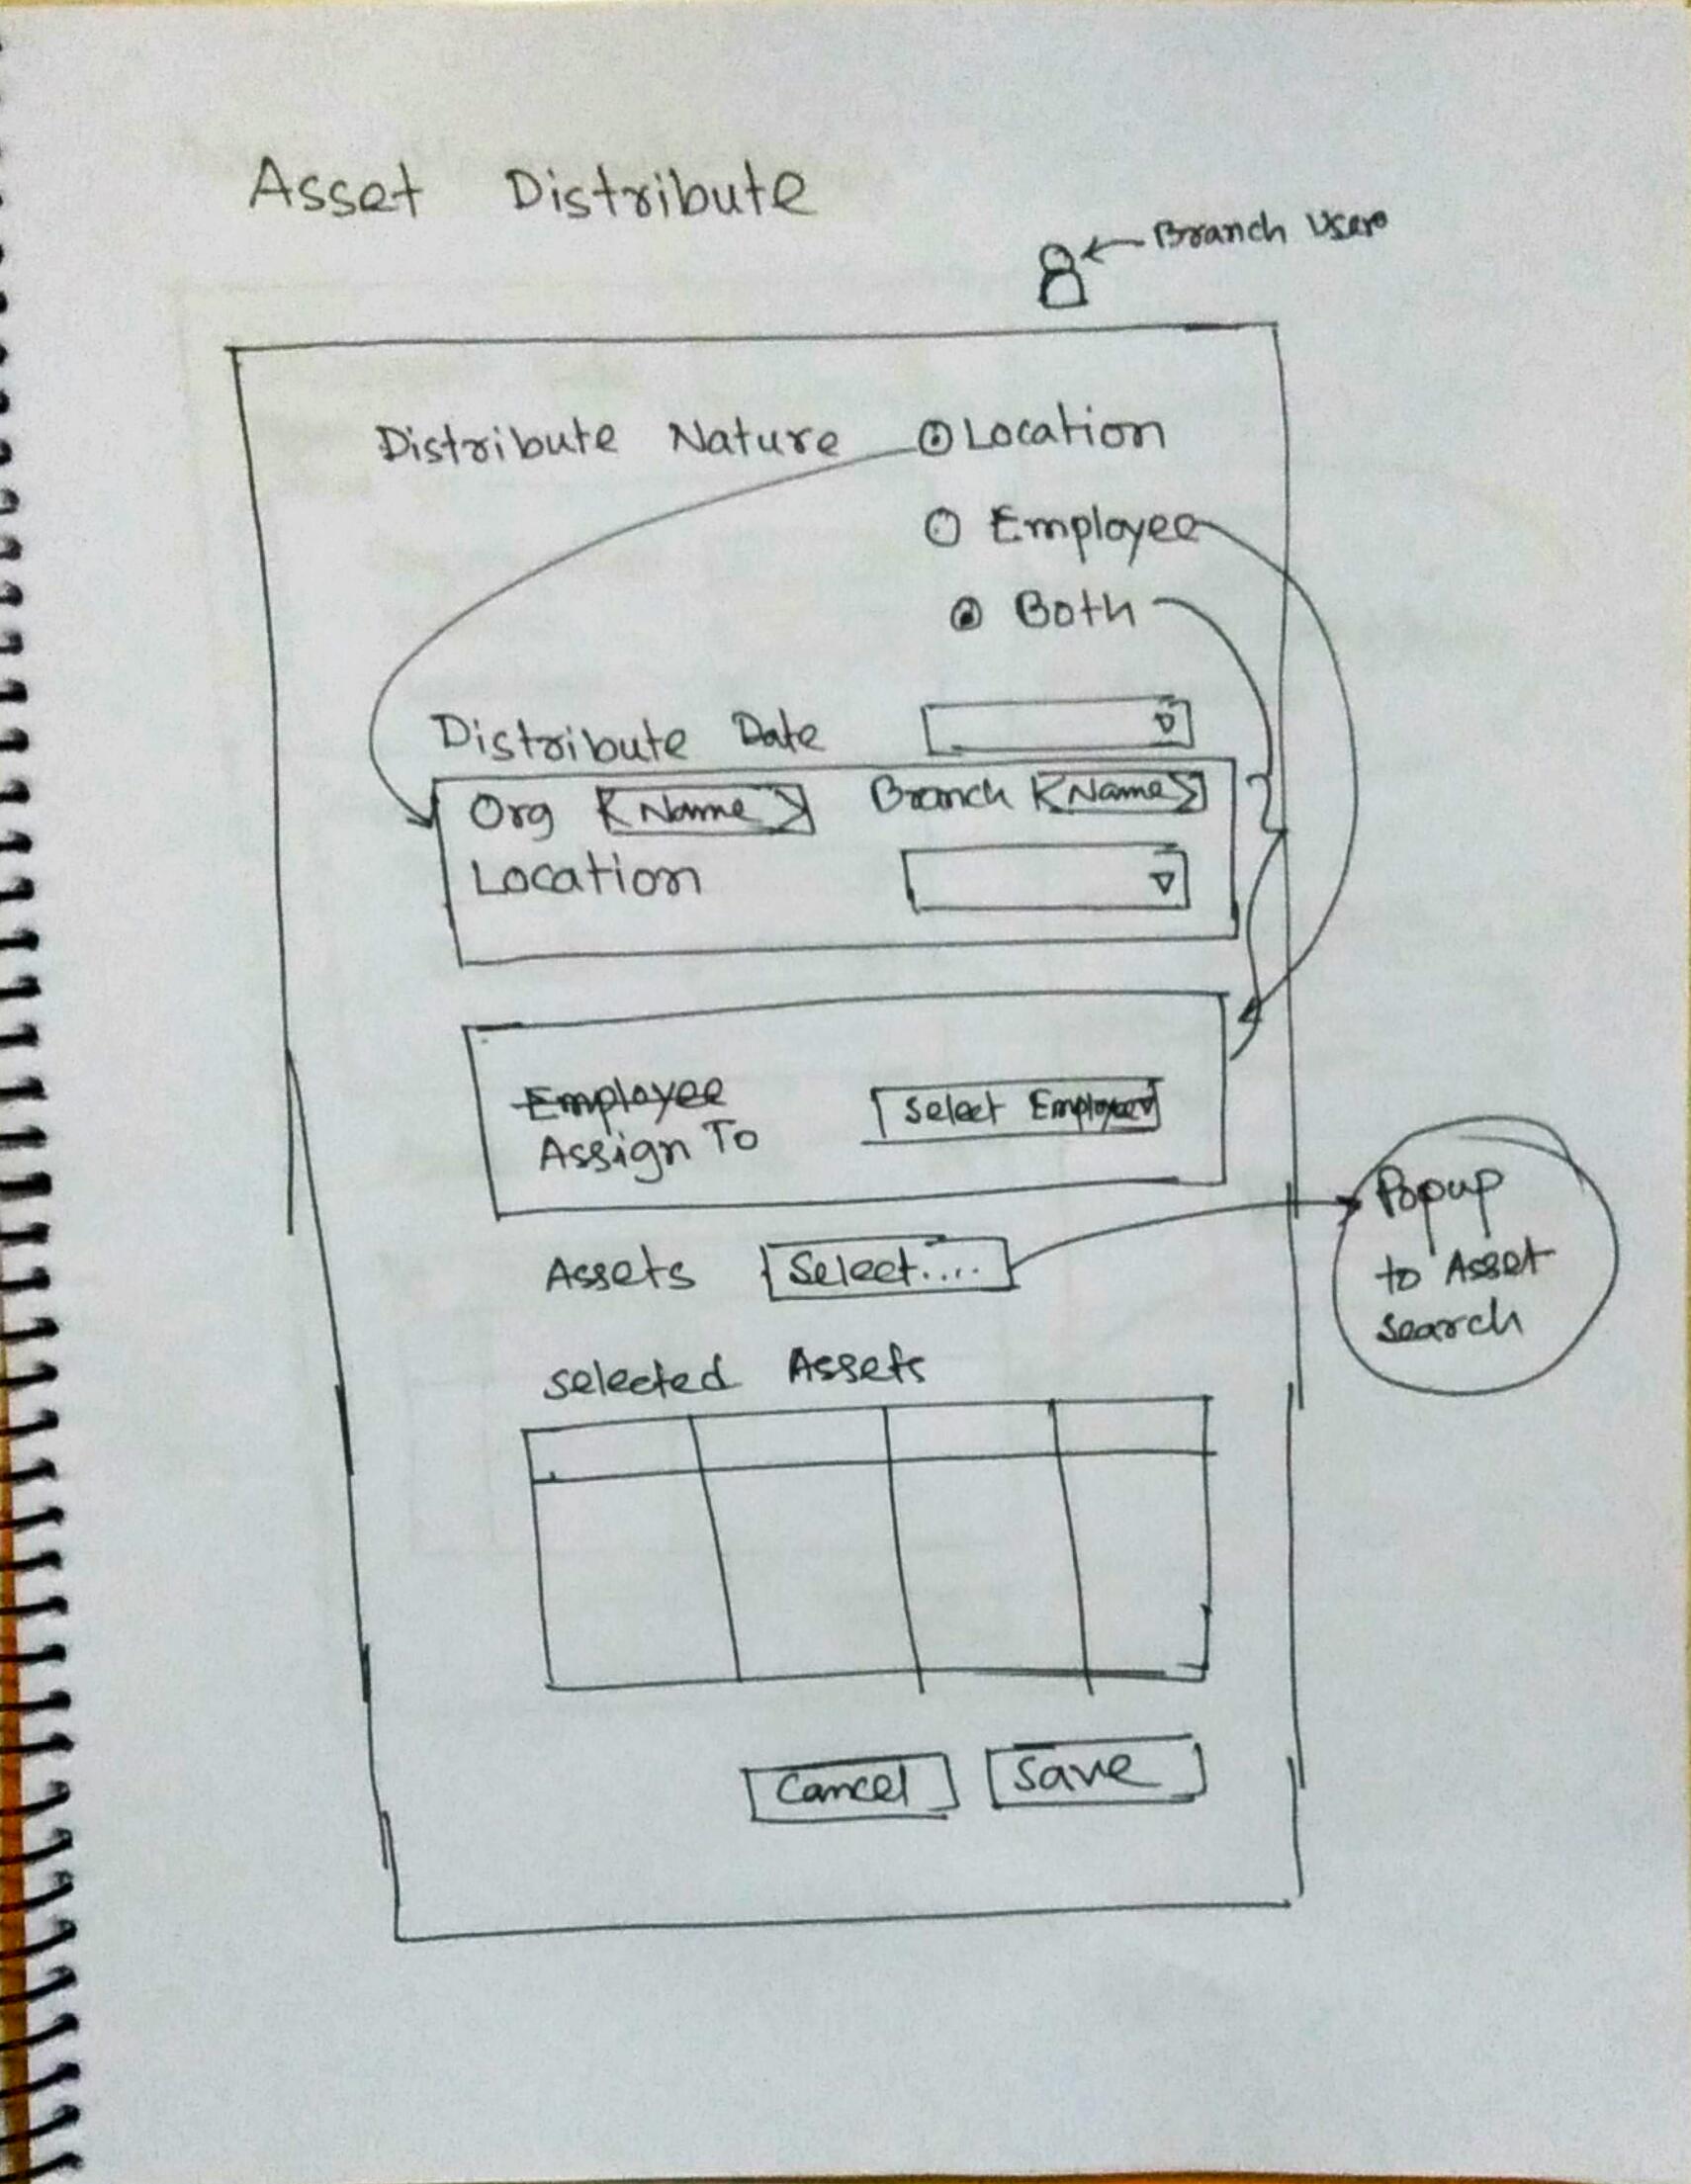 Asset Distribute
Branch User
Distribute Nature Location
Employee
Both
Distribute Date
Org <Name> Branch <Name>
Location
Employee
Assign To Select Employee
Assets Select....
Popup
to Asset
search
selected Assets
Cancel Save